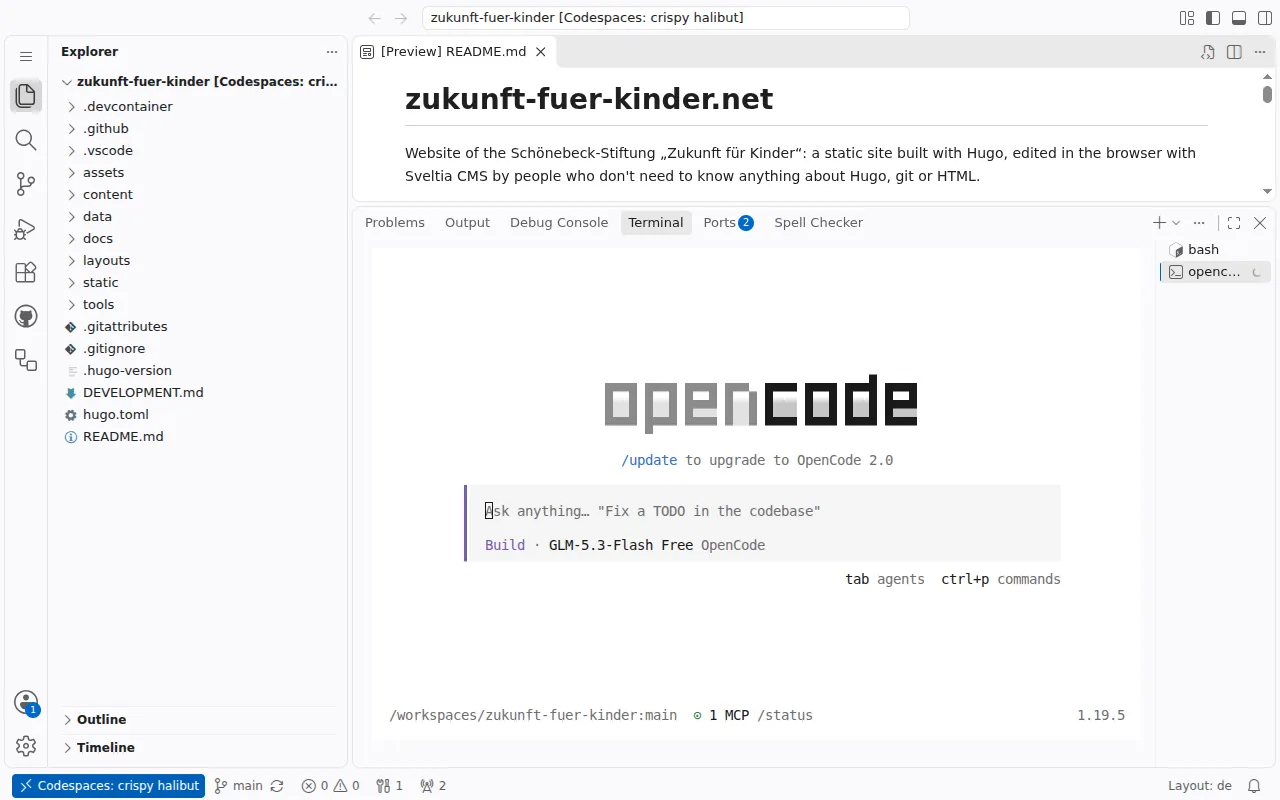 zukunft-fuer-kinder [Codespaces: crispy halibut]
Explorer
zukunft-fuer-kinder [Codespaces: cri...
.devcontainer
.github
.vscode
assets
content
data
docs
layouts
static
tools
.gitattributes
.gitignore
.hugo-version
DEVELOPMENT.md
hugo.toml
README.md
Outline
Timeline
1
[Preview] README.md
zukunft-fuer-kinder.net
Website of the Schönebeck-Stiftung „Zukunft für Kinder“: a static site built with Hugo, edited in the browser with
Sveltia CMS by people who don't need to know anything about Hugo, git or HTML.
Problems Output Debug Console Terminal Ports 2 Spell Checker
bash
openc...
opencode
/update to upgrade to OpenCode 2.0
Ask anything… "Fix a TODO in the codebase"
Build · GLM-5.3-Flash Free OpenCode
tab agents ctrl+p commands
/workspaces/zukunft-fuer-kinder:main ⊙ 1 MCP /status 1.19.5
Codespaces: crispy halibut main 0 0 1 2 Layout: de